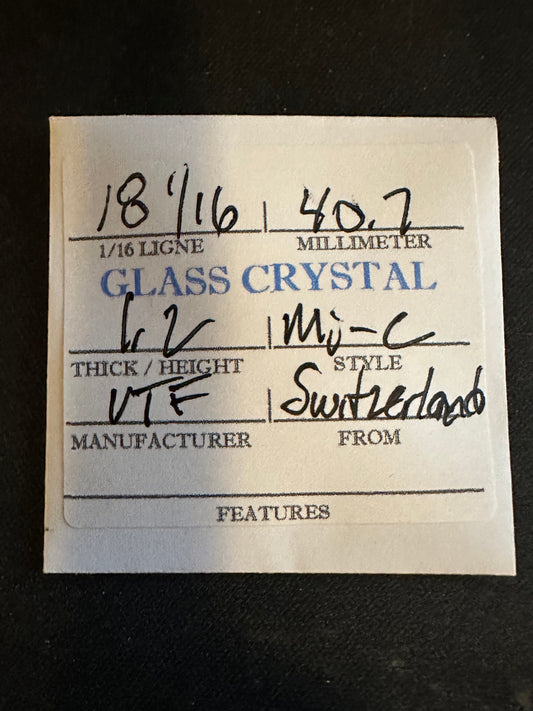 18 1/16 | 40.7
1/16 LIGNE MILLIMETER
GLASS CRYSTAL
1.2 | Mi-C
THICK / HEIGHT STYLE
VTF | Switzerland
MANUFACTURER FROM
FEATURES